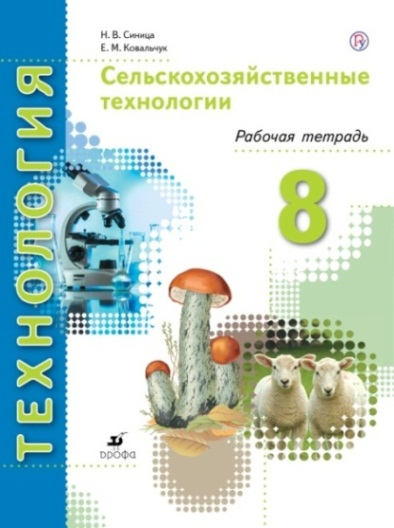 Н. В. Синица
Е. М. Ковальчук
Сельскохозяйственные
технологии
Рабочая тетрадь
8
ТЕХНОЛОГИЯ
ДРОФА